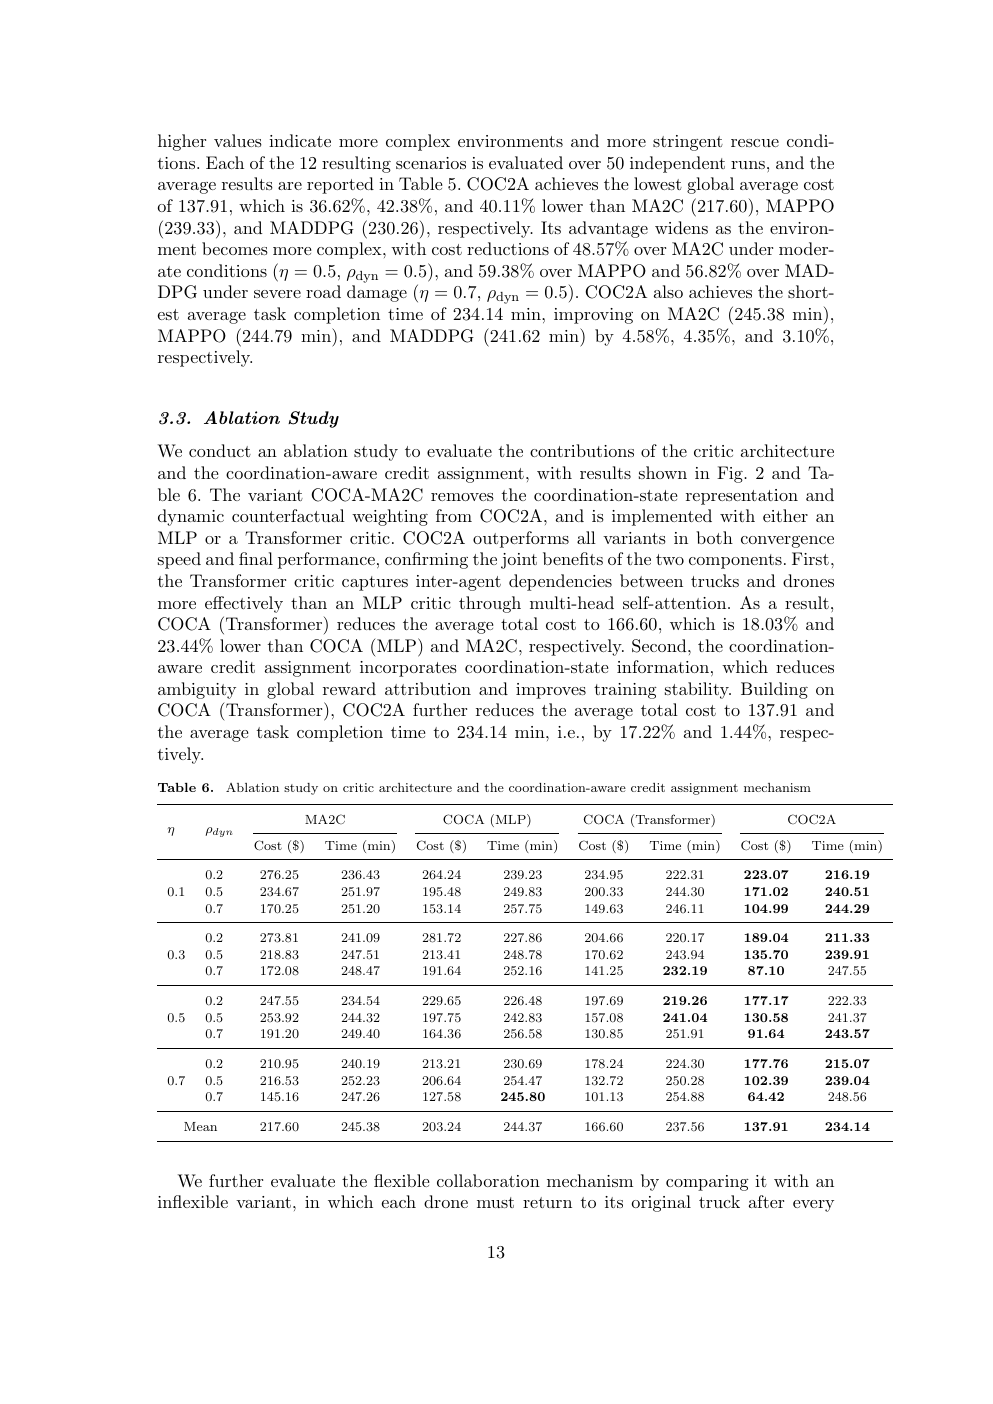 higher values indicate more complex environments and more stringent rescue condi-
tions. Each of the 12 resulting scenarios is evaluated over 50 independent runs, and the
average results are reported in Table 5. COC2A achieves the lowest global average cost
of 137.91, which is 36.62%, 42.38%, and 40.11% lower than MA2C (217.60), MAPPO
(239.33), and MADDPG (230.26), respectively. Its advantage widens as the environ-
ment becomes more complex, with cost reductions of 48.57% over MA2C under moder-
ate conditions (η = 0.5, ρdyn = 0.5), and 59.38% over MAPPO and 56.82% over MAD-
DPG under severe road damage (η = 0.7, ρdyn = 0.5). COC2A also achieves the short-
est average task completion time of 234.14 min, improving on MA2C (245.38 min),
MAPPO (244.79 min), and MADDPG (241.62 min) by 4.58%, 4.35%, and 3.10%,
respectively.
3.3. Ablation Study
We conduct an ablation study to evaluate the contributions of the critic architecture
and the coordination-aware credit assignment, with results shown in Fig. 2 and Ta-
ble 6. The variant COCA-MA2C removes the coordination-state representation and
dynamic counterfactual weighting from COC2A, and is implemented with either an
MLP or a Transformer critic. COC2A outperforms all variants in both convergence
speed and final performance, confirming the joint benefits of the two components. First,
the Transformer critic captures inter-agent dependencies between trucks and drones
more effectively than an MLP critic through multi-head self-attention. As a result,
COCA (Transformer) reduces the average total cost to 166.60, which is 18.03% and
23.44% lower than COCA (MLP) and MA2C, respectively. Second, the coordination-
aware credit assignment incorporates coordination-state information, which reduces
ambiguity in global reward attribution and improves training stability. Building on
COCA (Transformer), COC2A further reduces the average total cost to 137.91 and
the average task completion time to 234.14 min, i.e., by 17.22% and 1.44%, respec-
tively.
Table 6. Ablation study on critic architecture and the coordination-aware credit assignment mechanism
η ρdyn MA2C COCA (MLP) COCA (Transformer) COC2A
Cost ($) Time (min) Cost ($) Time (min) Cost ($) Time (min) Cost ($) Time (min)
0.2 276.25 236.43 264.24 239.23 234.95 222.31 223.07 216.19
0.1 0.5 234.67 251.97 195.48 249.83 200.33 244.30 171.02 240.51
0.7 170.25 251.20 153.14 257.75 149.63 246.11 104.99 244.29
0.2 273.81 241.09 281.72 227.86 204.66 220.17 189.04 211.33
0.3 0.5 218.83 247.51 213.41 248.78 170.62 243.94 135.70 239.91
0.7 172.08 248.47 191.64 252.16 141.25 232.19 87.10 247.55
0.2 247.55 234.54 229.65 226.48 197.69 219.26 177.17 222.33
0.5 0.5 253.92 244.32 197.75 242.83 157.08 241.04 130.58 241.37
0.7 191.20 249.40 164.36 256.58 130.85 251.91 91.64 243.57
0.2 210.95 240.19 213.21 230.69 178.24 224.30 177.76 215.07
0.7 0.5 216.53 252.23 206.64 254.47 132.72 250.28 102.39 239.04
0.7 145.16 247.26 127.58 245.80 101.13 254.88 64.42 248.56
Mean 217.60 245.38 203.24 244.37 166.60 237.56 137.91 234.14
We further evaluate the flexible collaboration mechanism by comparing it with an
inflexible variant, in which each drone must return to its original truck after every
13